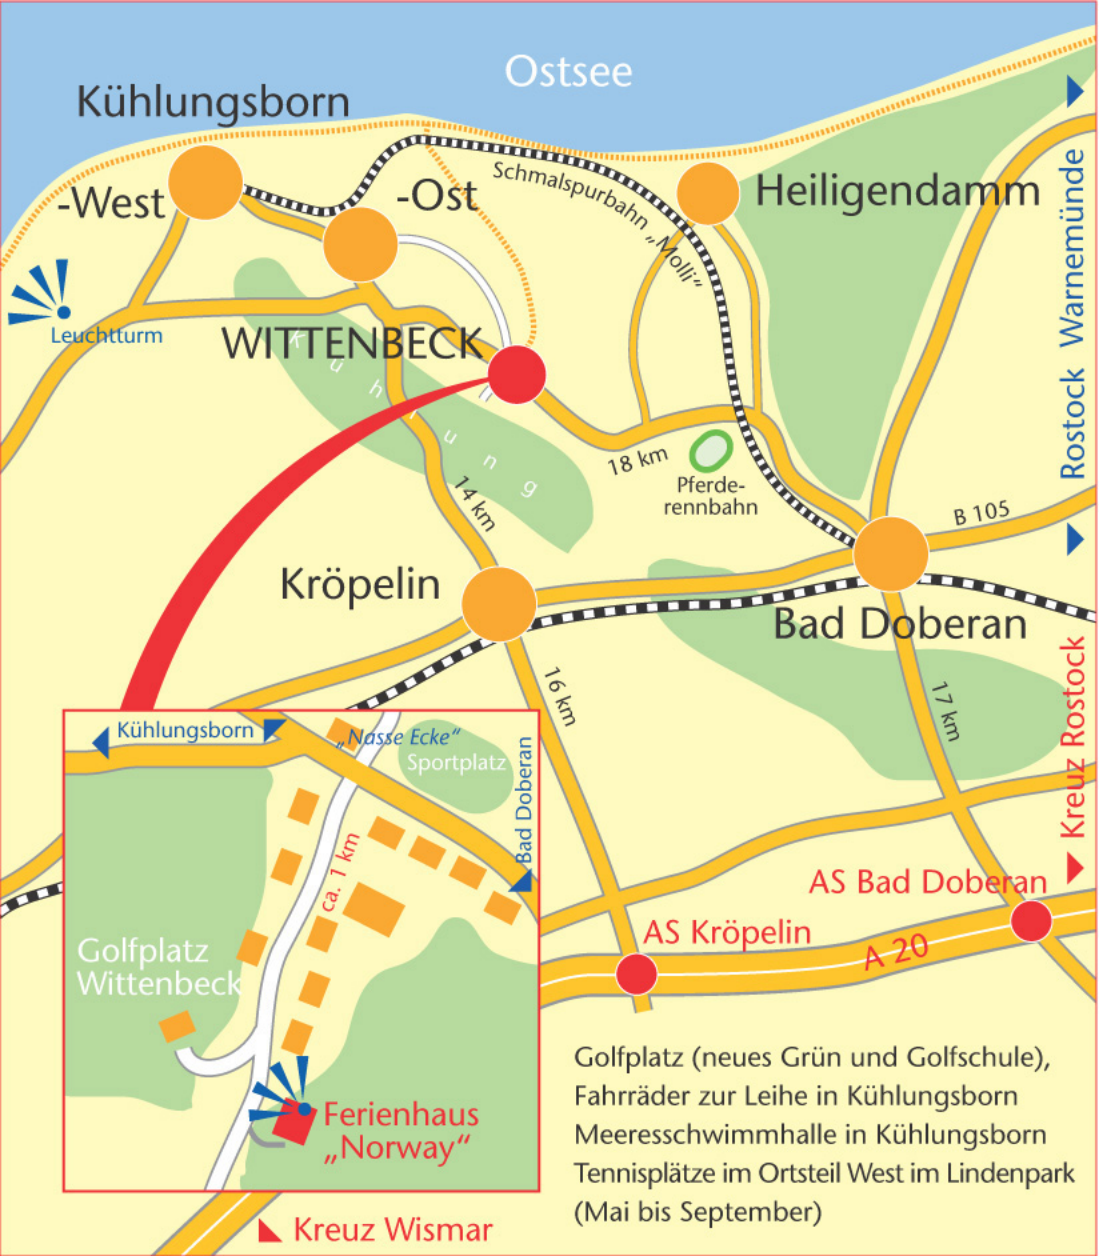 Ostsee
Kühlungsborn
-West
-Ost
Schmalspurbahn „Molli“
Heiligendamm
Rostock Warnemünde
Leuchtturm
WITTENBECK
Kühlung
18 km
Pferde-
rennbahn
14 km
B 105
Kröpelin
Bad Doberan
16 km
17 km
Kreuz Rostock
Kühlungsborn
„Nasse Ecke“
Sportplatz
Bad Doberan
ca. 1 km
Golfplatz
Wittenbeck
Ferienhaus
„Norway“
AS Bad Doberan
AS Kröpelin
A 20
Golfplatz (neues Grün und Golfschule),
Fahrräder zur Leihe in Kühlungsborn
Meeresschwimmhalle in Kühlungsborn
Tennisplätze im Ortsteil West im Lindenpark
(Mai bis September)
Kreuz Wismar